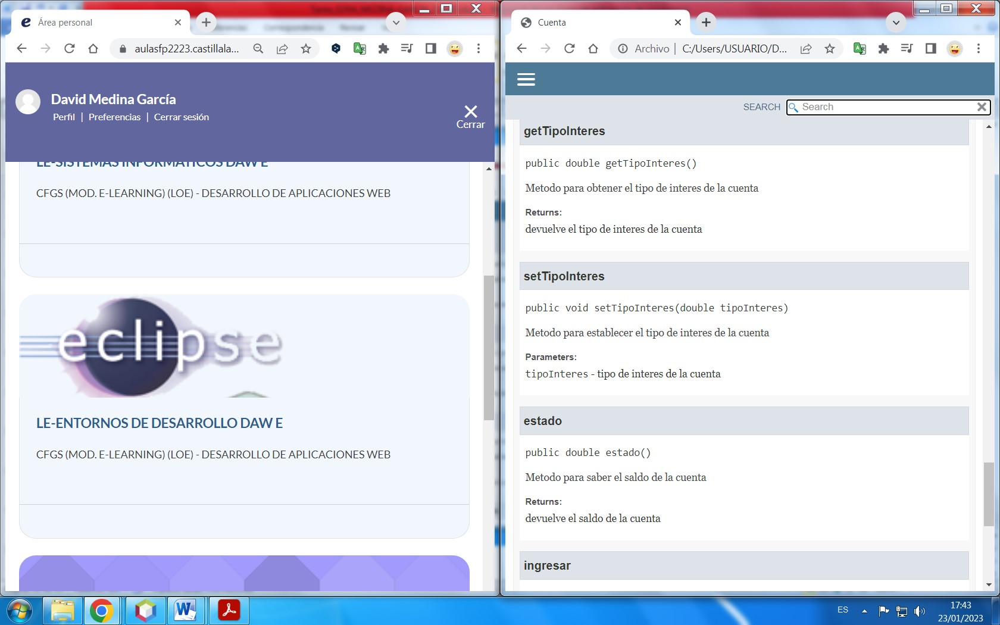 Área personal
aulasfp2223.castillala...
David Medina García
Perfil | Preferencias | Cerrar sesión
Cerrar
LE-SISTEMAS INFORMÁTICOS DAW E
CFGS (MOD. E-LEARNING) (LOE) - DESARROLLO DE APLICACIONES WEB
eclipse
LE-ENTORNOS DE DESARROLLO DAW E
CFGS (MOD. E-LEARNING) (LOE) - DESARROLLO DE APLICACIONES WEB
Cuenta
Archivo | C:/Users/USUARIO/D...
SEARCH Search
getTipoInteres
public double getTipoInteres()
Metodo para obtener el tipo de interes de la cuenta
Returns:
devuelve el tipo de interes de la cuenta
setTipoInteres
public void setTipoInteres(double tipoInteres)
Metodo para establecer el tipo de interes de la cuenta
Parameters:
tipoInteres - tipo de interes de la cuenta
estado
public double estado()
Metodo para saber el saldo de la cuenta
Returns:
devuelve el saldo de la cuenta
ingresar
ES
17:43
23/01/2023